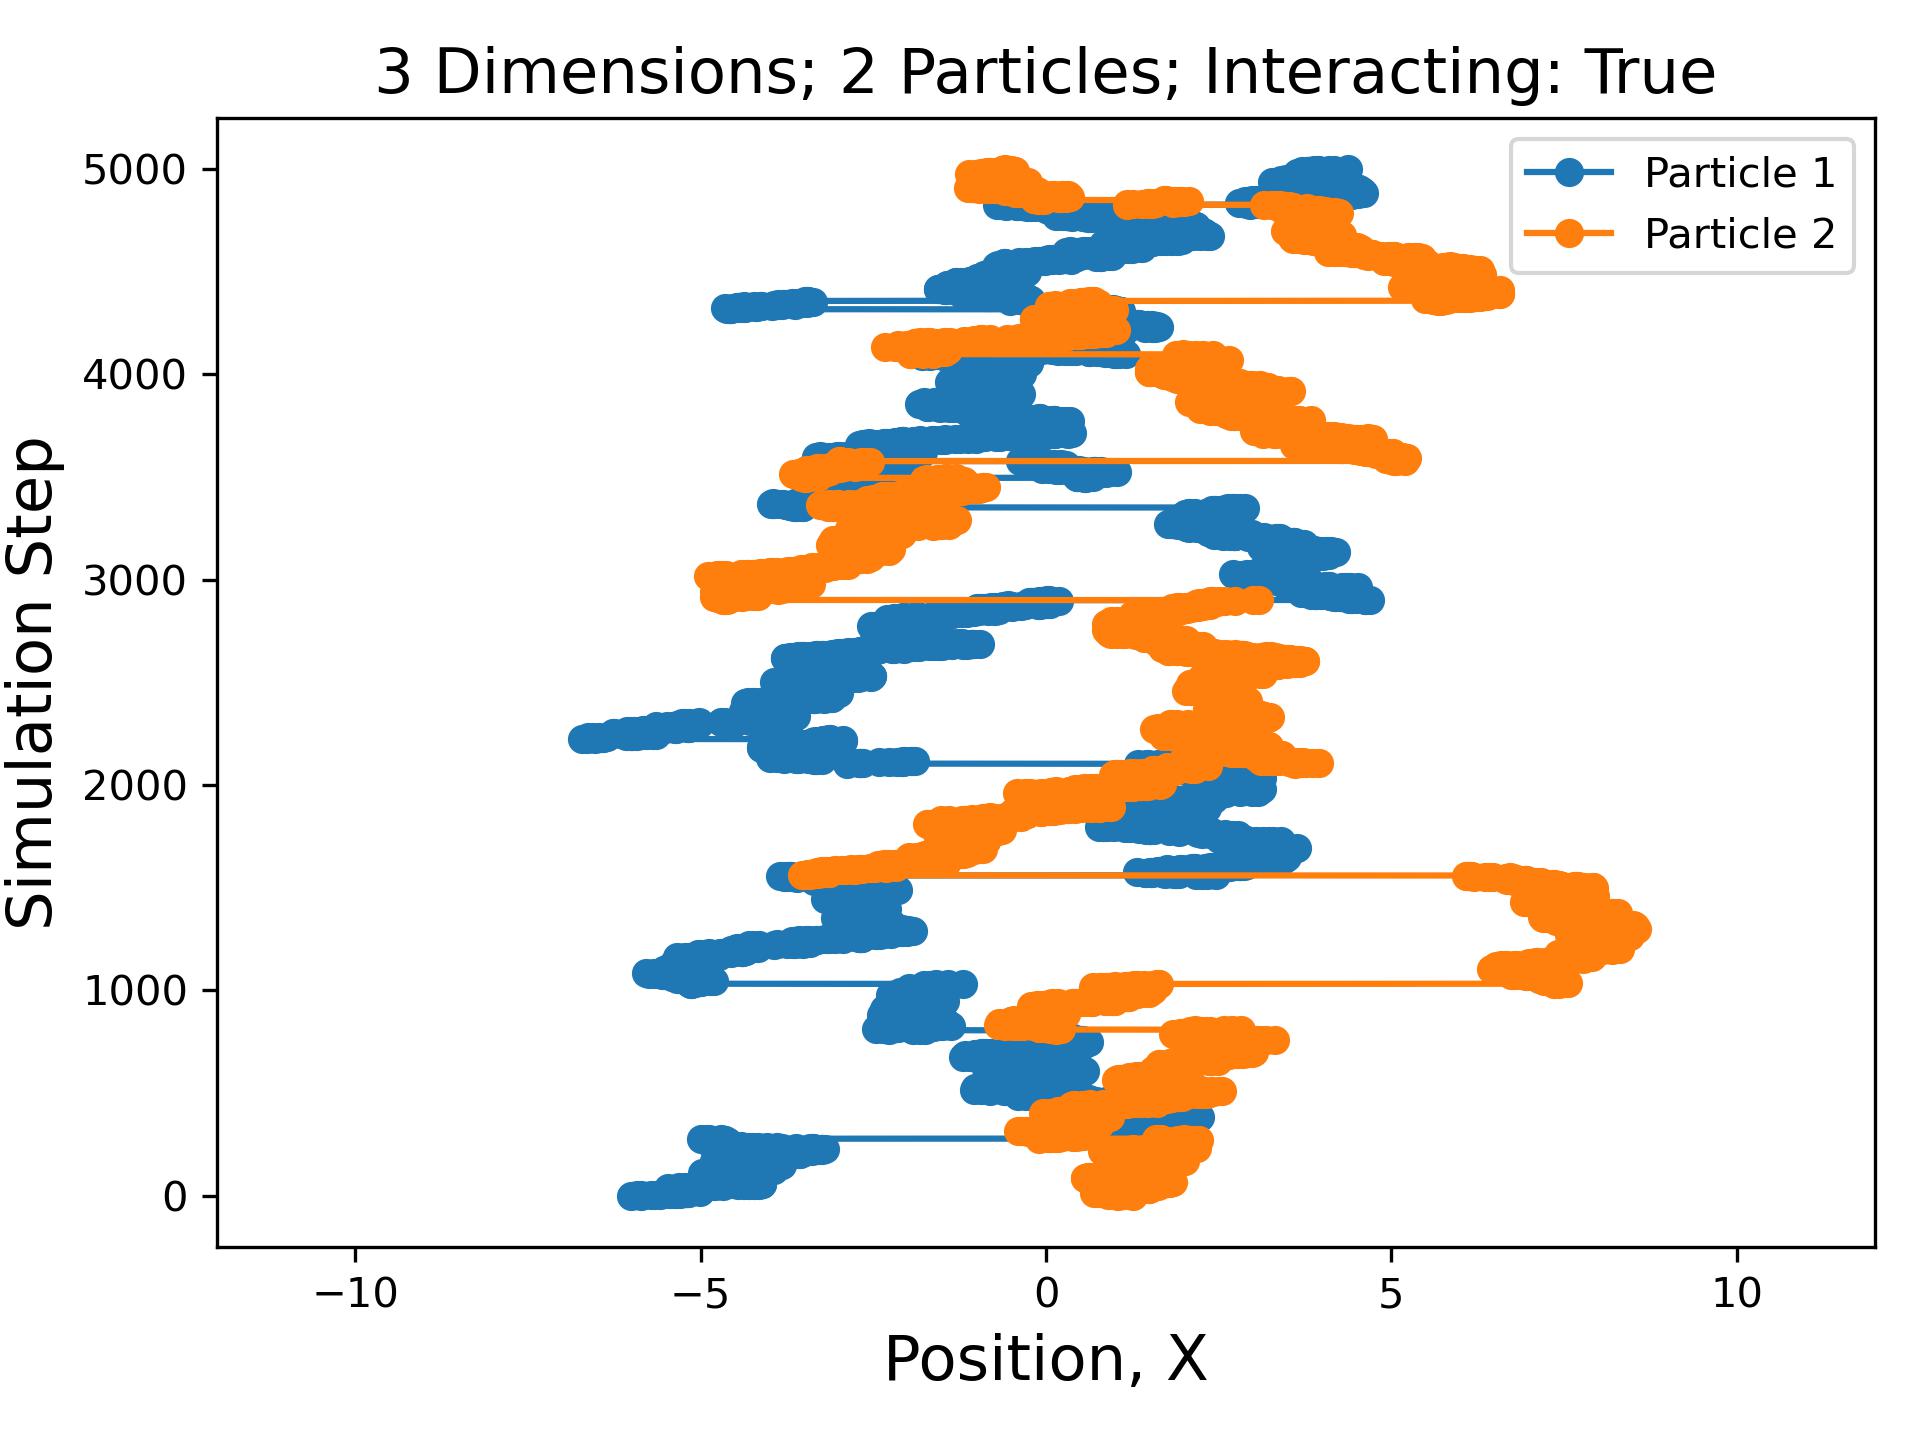 3 Dimensions; 2 Particles; Interacting: True
Particle 1
Particle 2
5000
4000
3000
2000
1000
0
Simulation Step
−10
−5
0
5
10
Position, X